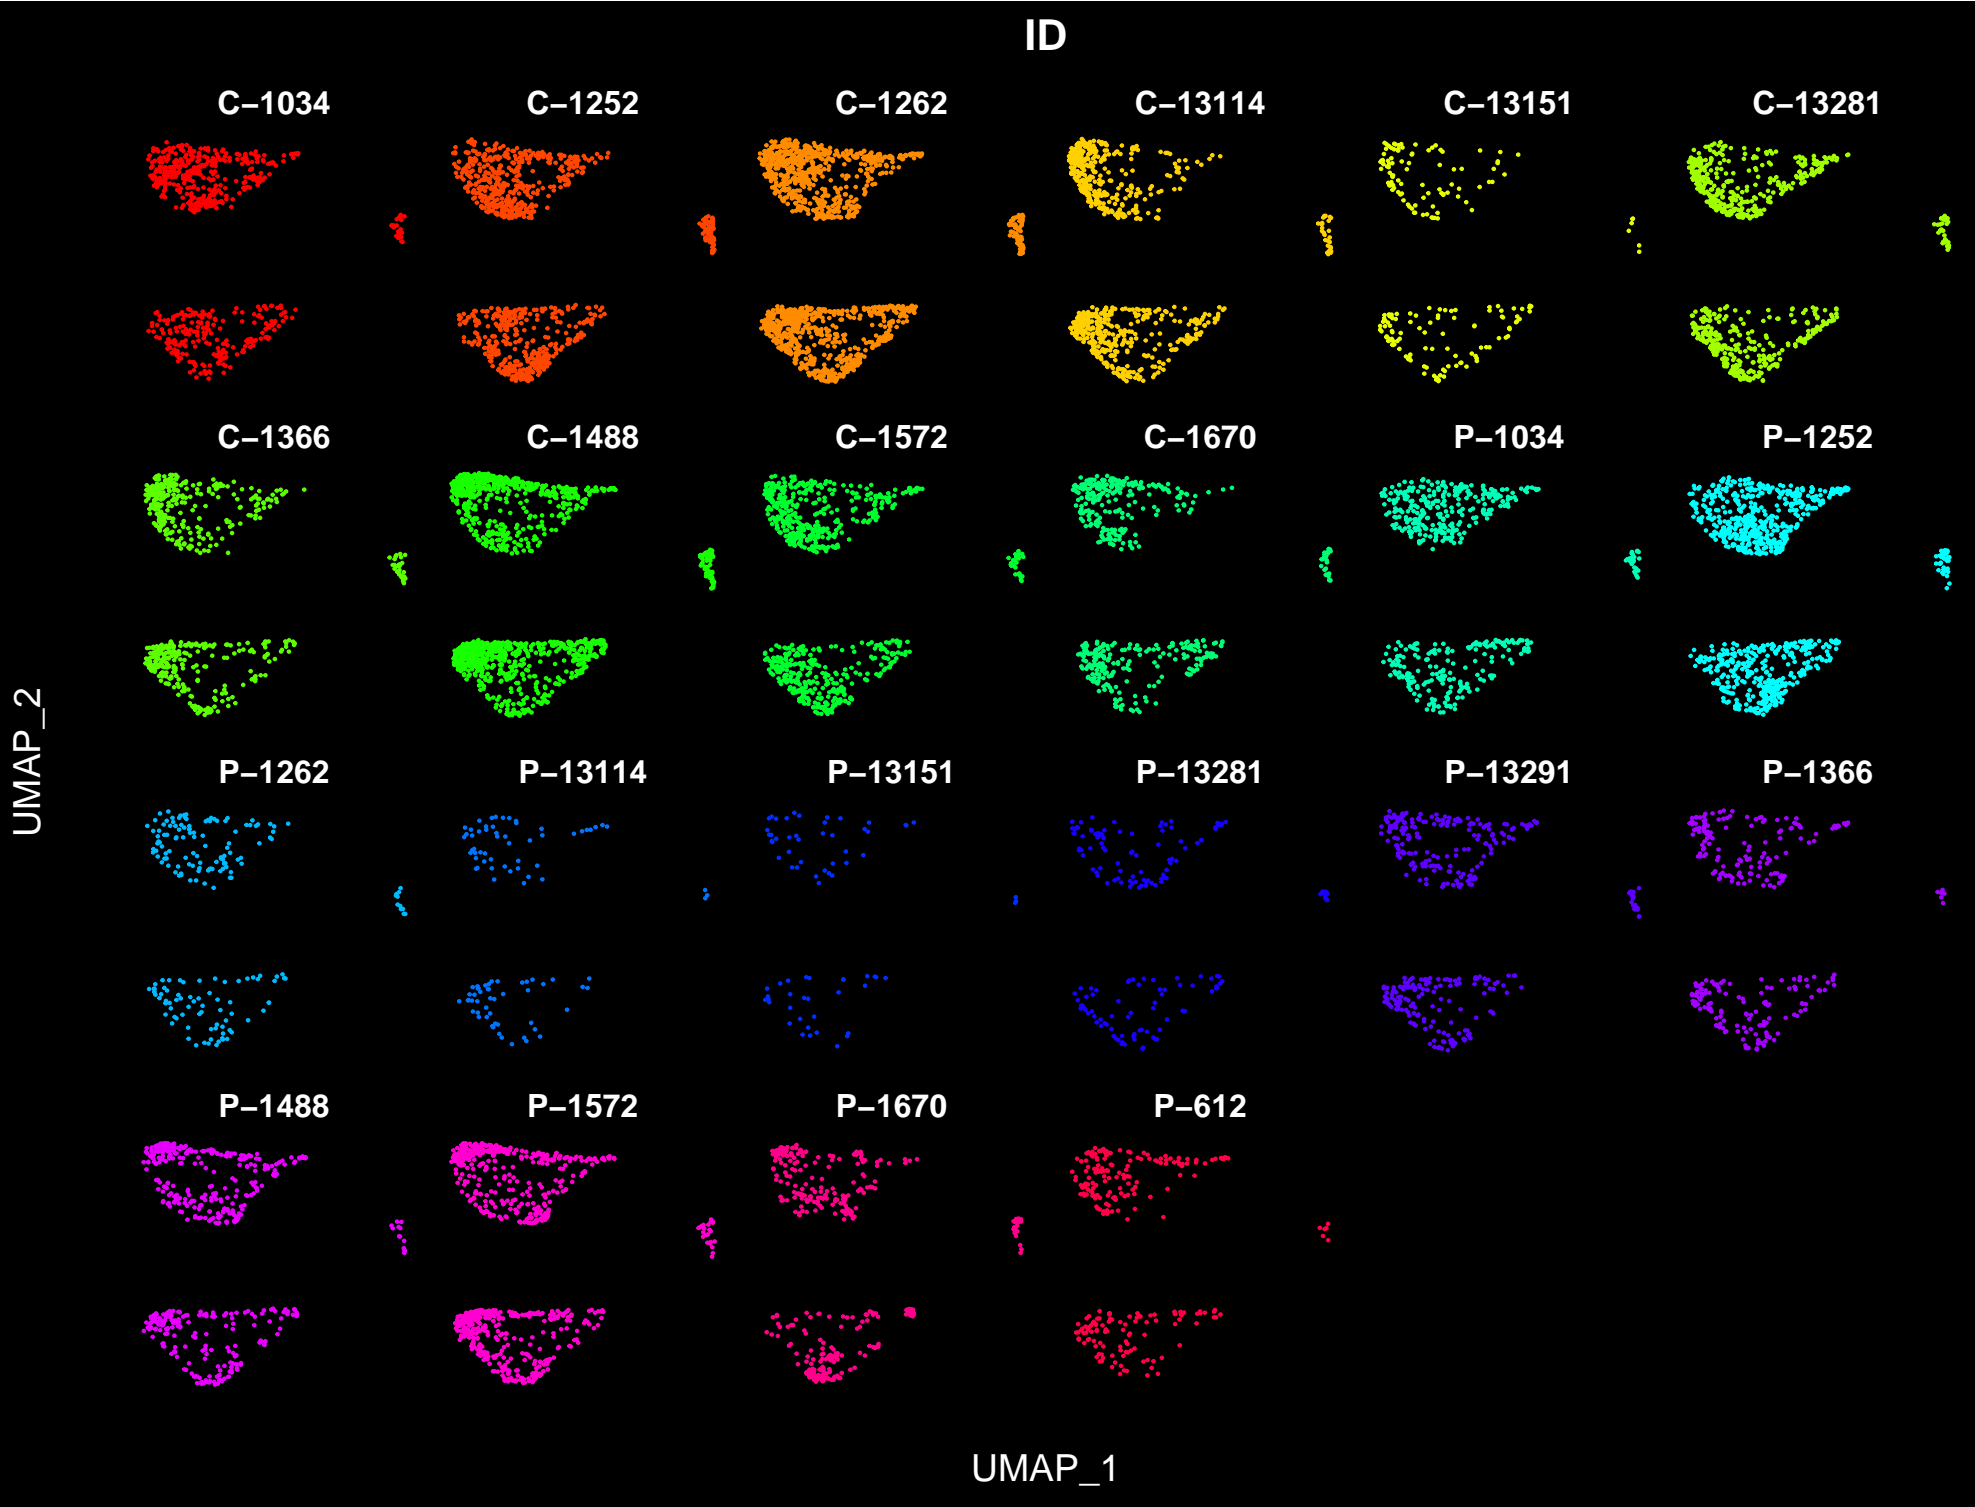 ID
C–1034 C–1252 C–1262 C–13114 C–13151 C–13281
C–1366 C–1488 C–1572 C–1670 P–1034 P–1252
UMAP_2
P–1262 P–13114 P–13151 P–13281 P–13291 P–1366
P–1488 P–1572 P–1670 P–612
UMAP_1